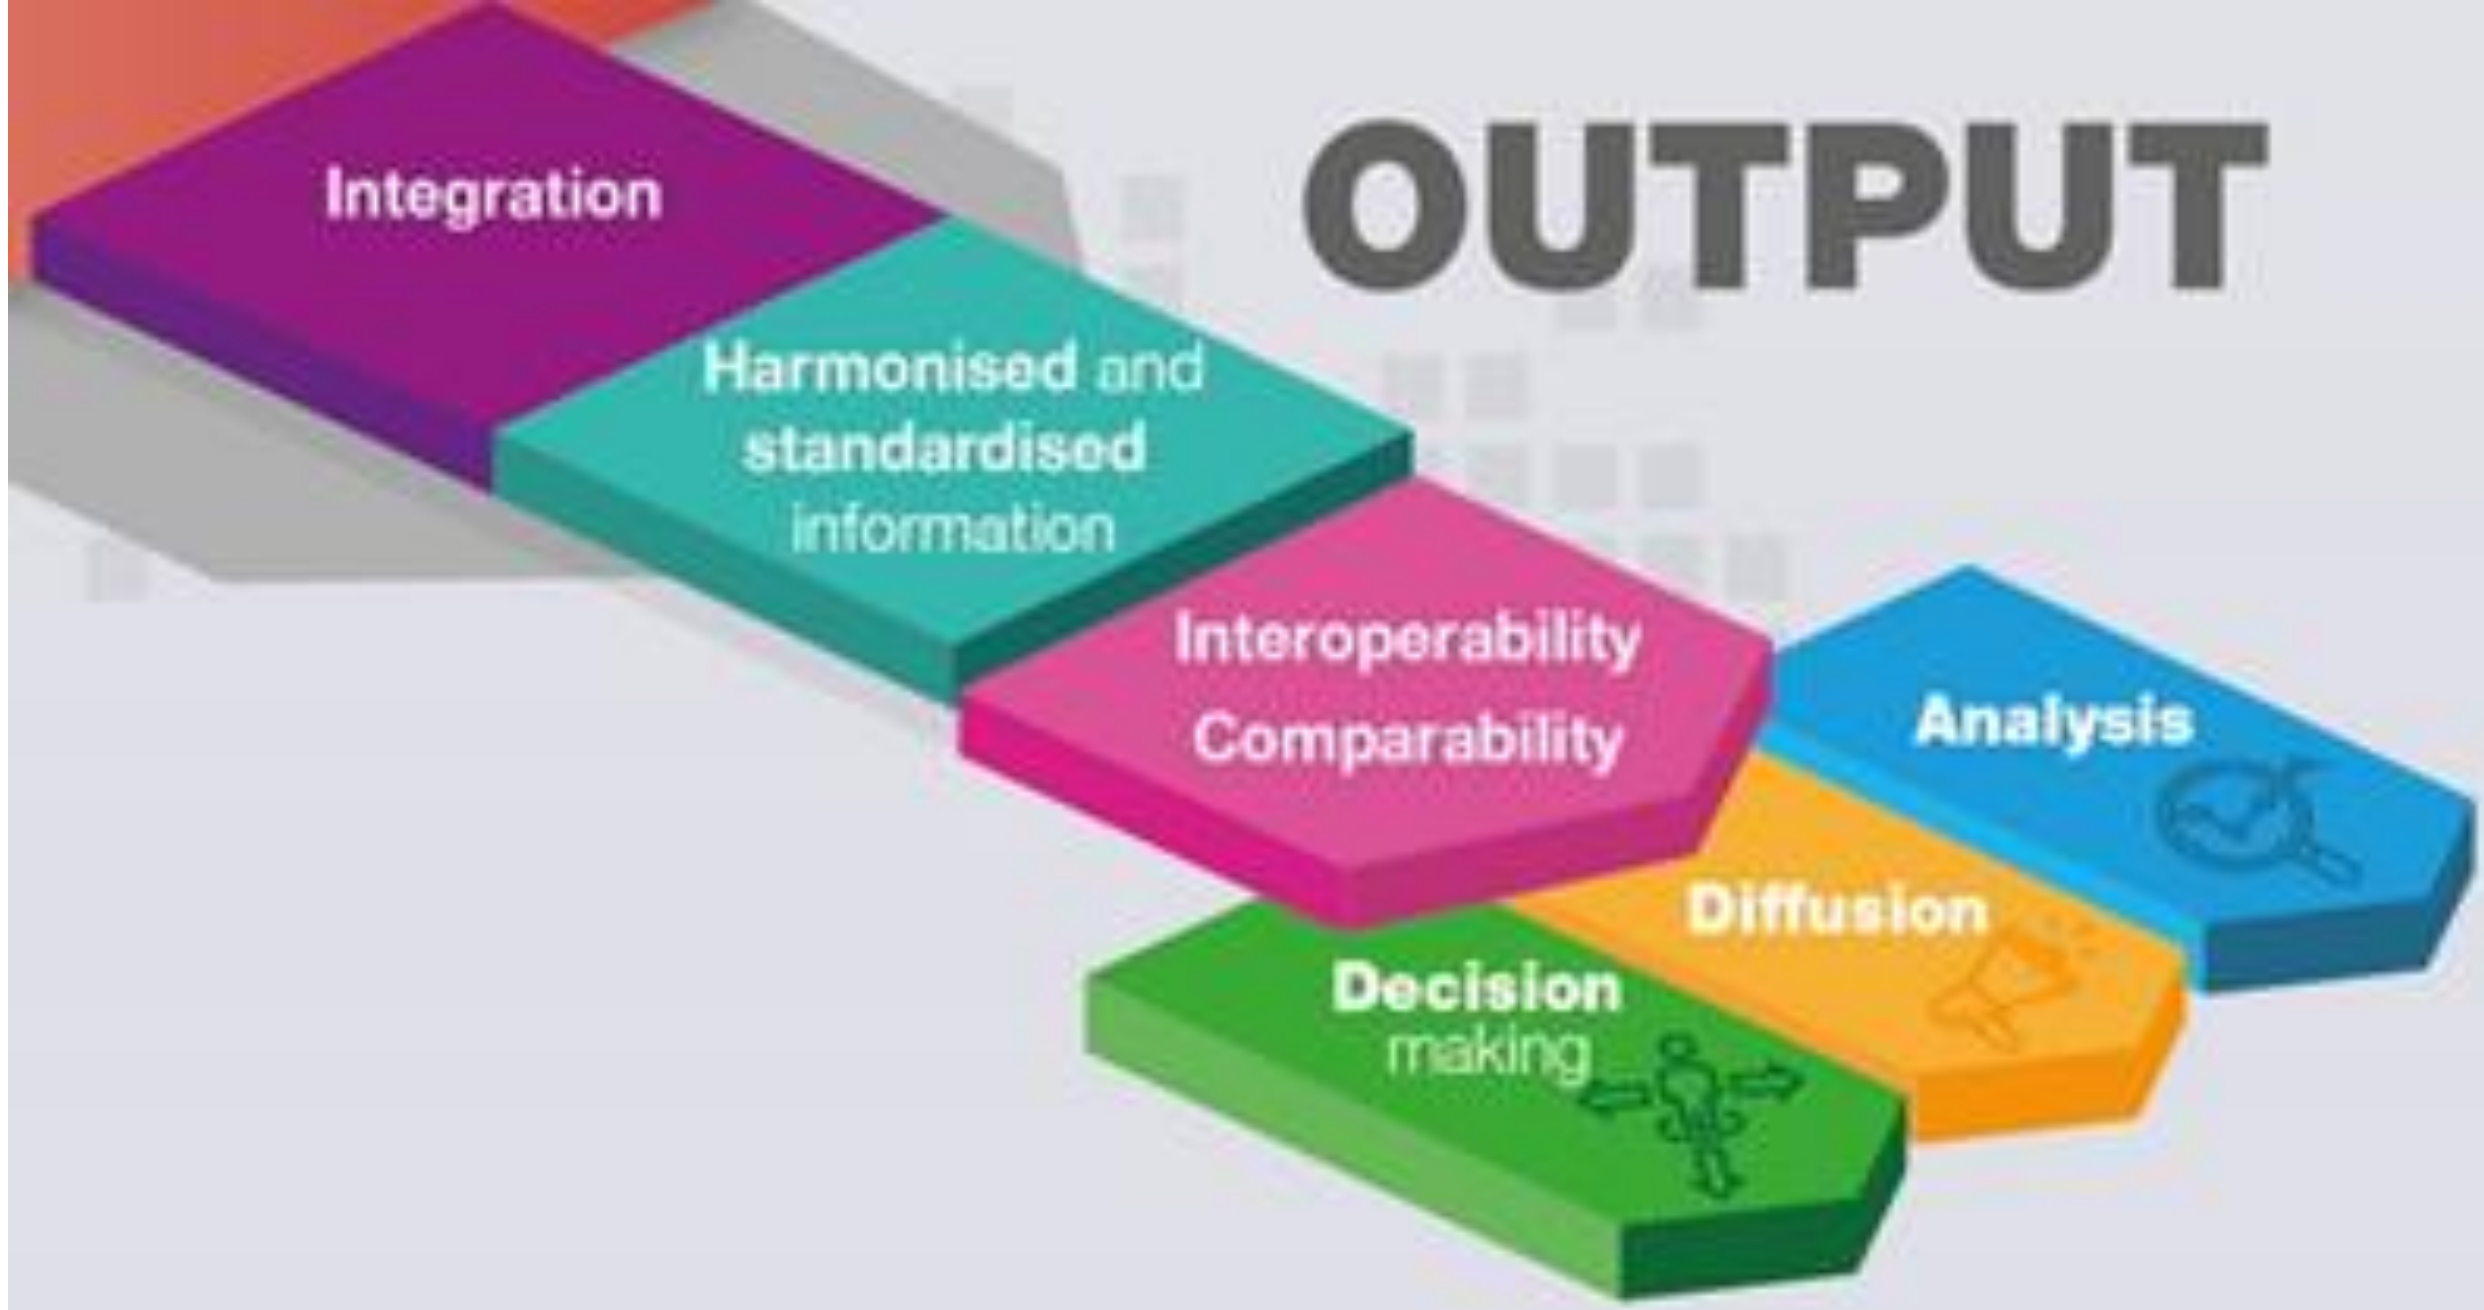 OUTPUT
Integration
Harmonised and
standardised
information
Interoperability
Comparability
Analysis
Diffusion
Decision
making